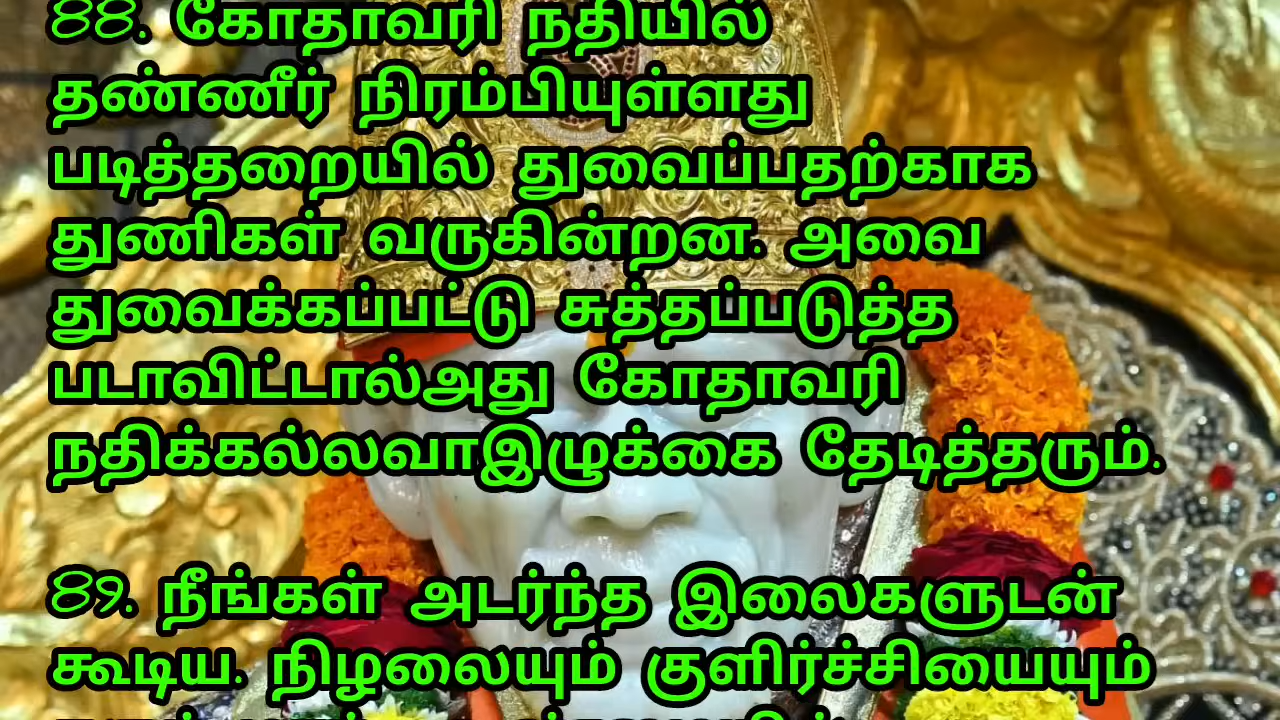 88. கோதாவரி நதியில்
தண்ணீர் நிரம்பியுள்ளது
படித்தறையில் துவைப்பதற்காக
துணிகள் வருகின்றன. அவை
துவைக்கப்பட்டு சுத்தப்படுத்த
படாவிட்டால்அது கோதாவரி
நதிக்கல்லவாஇழுக்கை தேடித்தரும்.
89. நீங்கள் அடர்ந்த இலைகளுடன்
கூடிய. நிழலையும் குளிர்ச்சியையும்